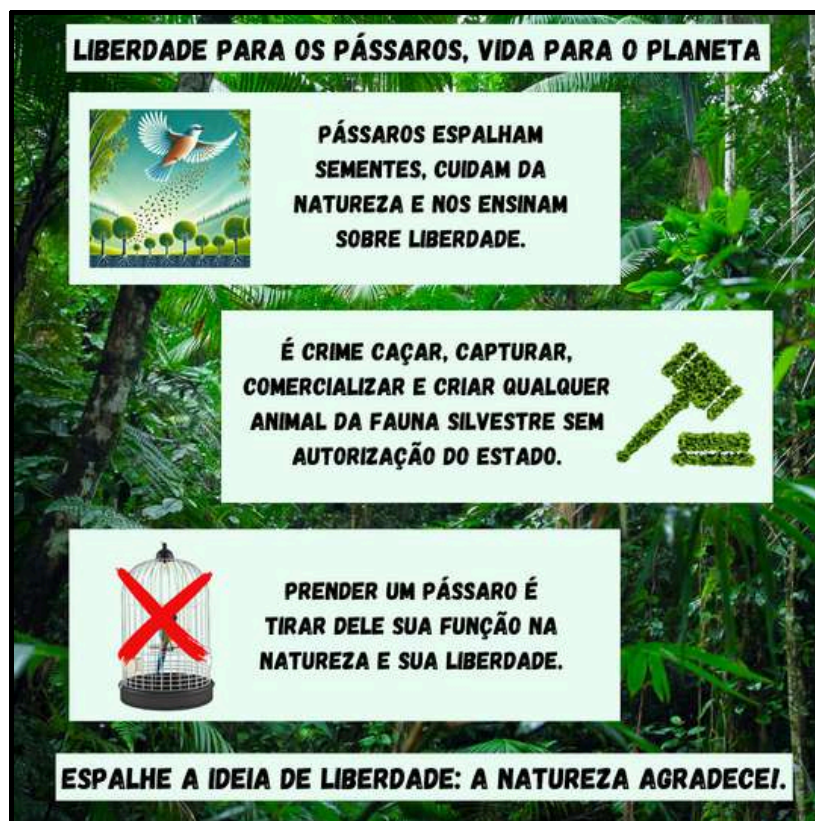 LIBERDADE PARA OS PÁSSAROS, VIDA PARA O PLANETA
PÁSSAROS ESPALHAM
SEMENTES, CUIDAM DA
NATUREZA E NOS ENSINAM
SOBRE LIBERDADE.
É CRIME CAÇAR, CAPTURAR,
COMERCIALIZAR E CRIAR QUALQUER
ANIMAL DA FAUNA SILVESTRE SEM
AUTORIZAÇÃO DO ESTADO.
PRENDER UM PÁSSARO É
TIRAR DELE SUA FUNÇÃO NA
NATUREZA E SUA LIBERDADE.
ESPALHE A IDEIA DE LIBERDADE: A NATUREZA AGRADECE!.